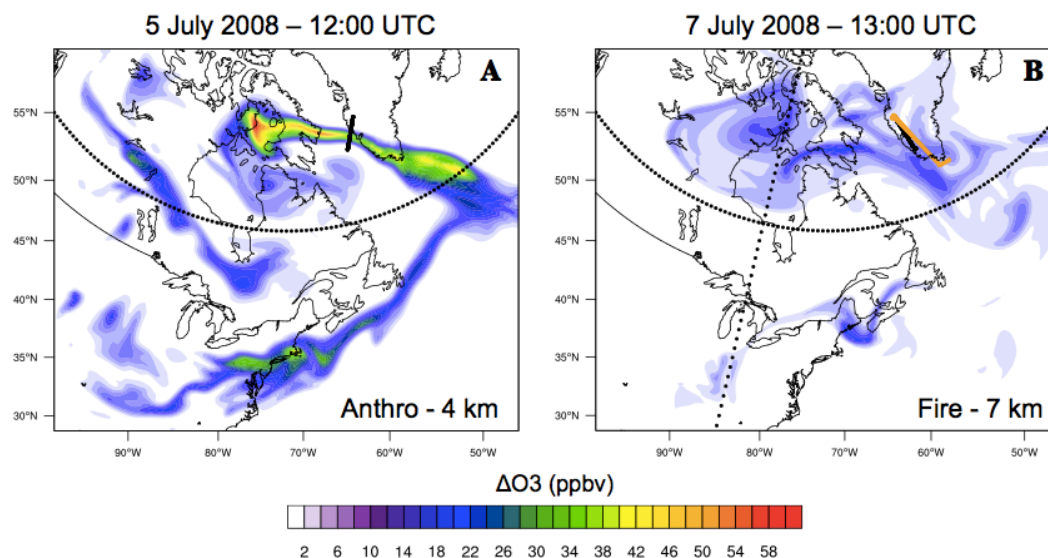 5 July 2008 – 12:00 UTC
7 July 2008 – 13:00 UTC
A
B
55°N
50°N
45°N
40°N
35°N
30°N
55°N
50°N
45°N
40°N
35°N
30°N
Anthro - 4 km
Fire - 7 km
90°W 80°W 70°W 60°W 50°W
90°W 80°W 70°W 60°W 50°W
ΔO3 (ppbv)
2 6 10 14 18 22 26 30 34 38 42 46 50 54 58